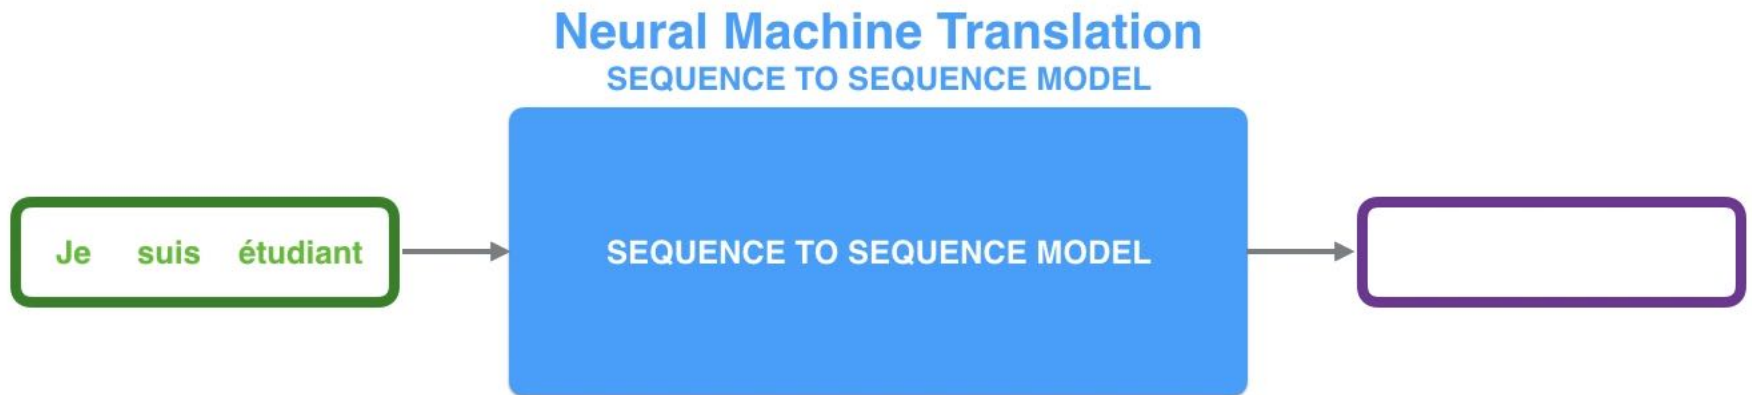 Neural Machine Translation
SEQUENCE TO SEQUENCE MODEL
Je suis étudiant
SEQUENCE TO SEQUENCE MODEL